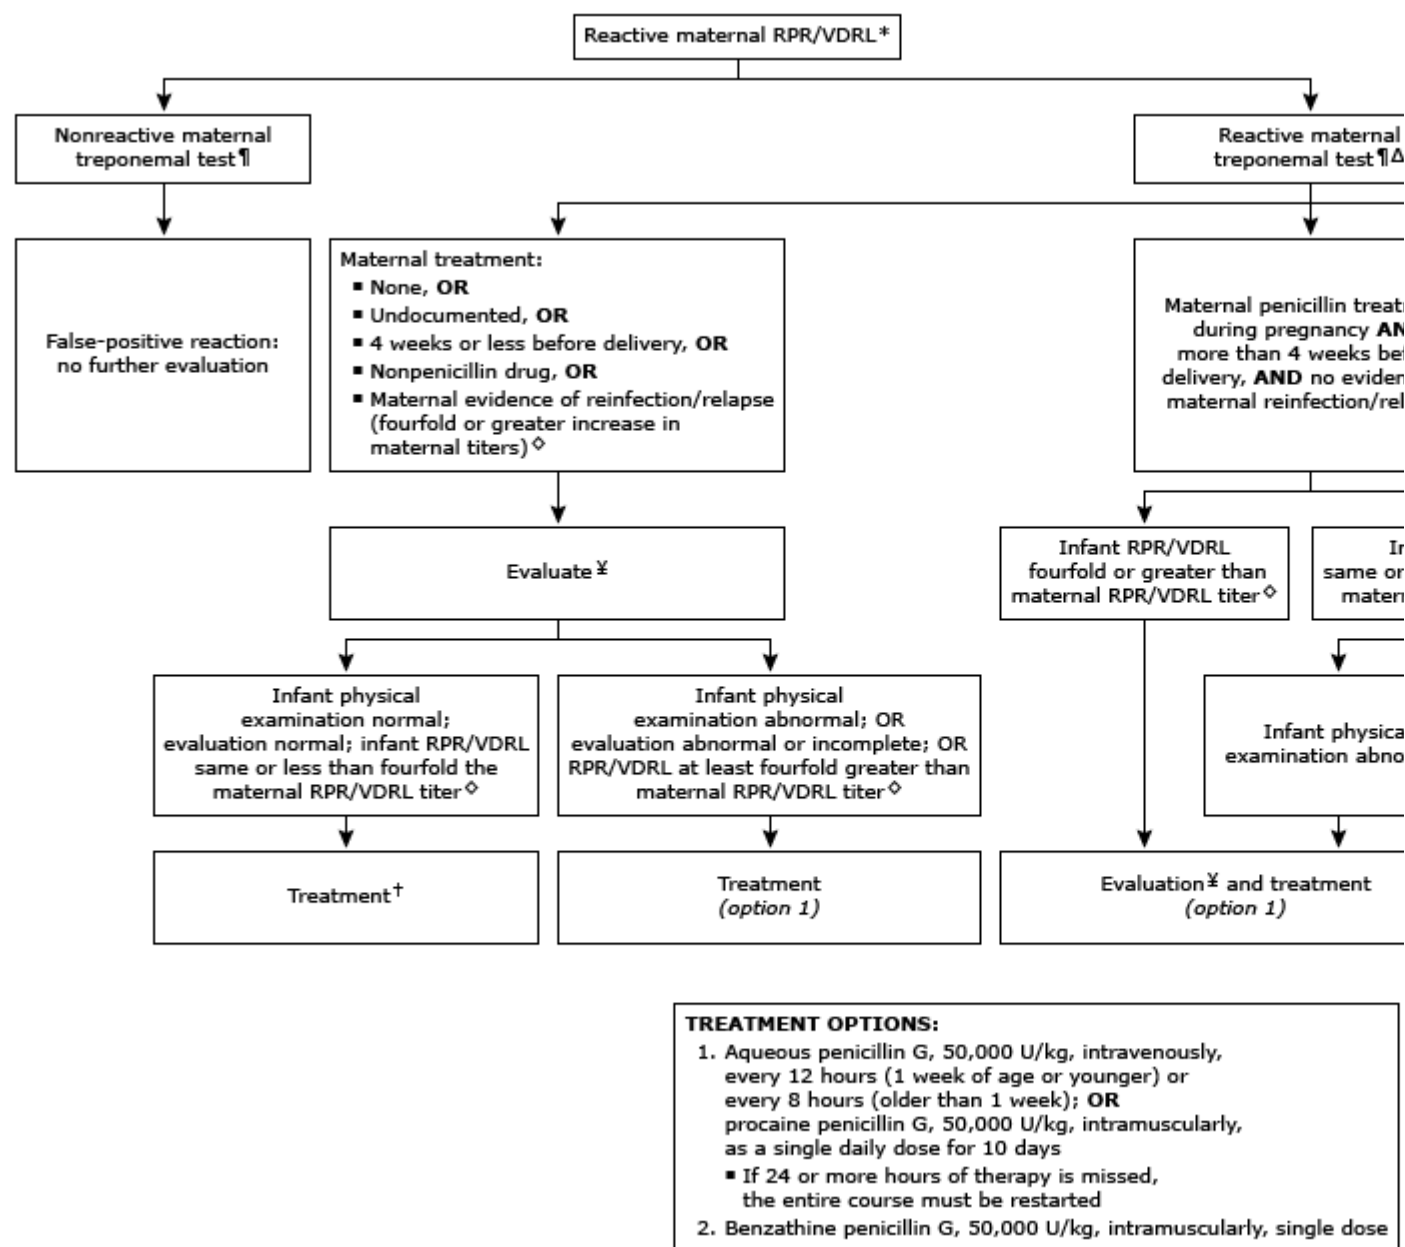 Reactive maternal RPR/VDRL*
Nonreactive maternal
treponemal test¶
Reactive maternal
treponemal test¶Δ
False-positive reaction:
no further evaluation
Maternal treatment:
▪ None, OR
▪ Undocumented, OR
▪ 4 weeks or less before delivery, OR
▪ Nonpenicillin drug, OR
▪ Maternal evidence of reinfection/relapse
(fourfold or greater increase in
maternal titers)◇
Maternal penicillin
during pregnancy
more than 4 weeks
delivery, AND no
maternal
Evaluate¥
Infant RPR/VDRL
fourfold or greater than
maternal RPR/VDRL titer◇
same or
Infant physical
examination normal;
evaluation normal; infant RPR/VDRL
same or less than fourfold the
maternal RPR/VDRL titer◇
Infant physical
examination abnormal; OR
evaluation abnormal or incomplete; OR
RPR/VDRL at least fourfold greater than
maternal RPR/VDRL titer◇
Infant
examination
Treatment†
Treatment
(option 1)
Evaluation¥ and treatment
(option 1)
TREATMENT OPTIONS:
1. Aqueous penicillin G, 50,000 U/kg, intravenously,
every 12 hours (1 week of age or younger) or
every 8 hours (older than 1 week); OR
procaine penicillin G, 50,000 U/kg, intramuscularly,
as a single daily dose for 10 days
▪ If 24 or more hours of therapy is missed,
the entire course must be restarted
2. Benzathine penicillin G, 50,000 U/kg, intramuscularly, single dose